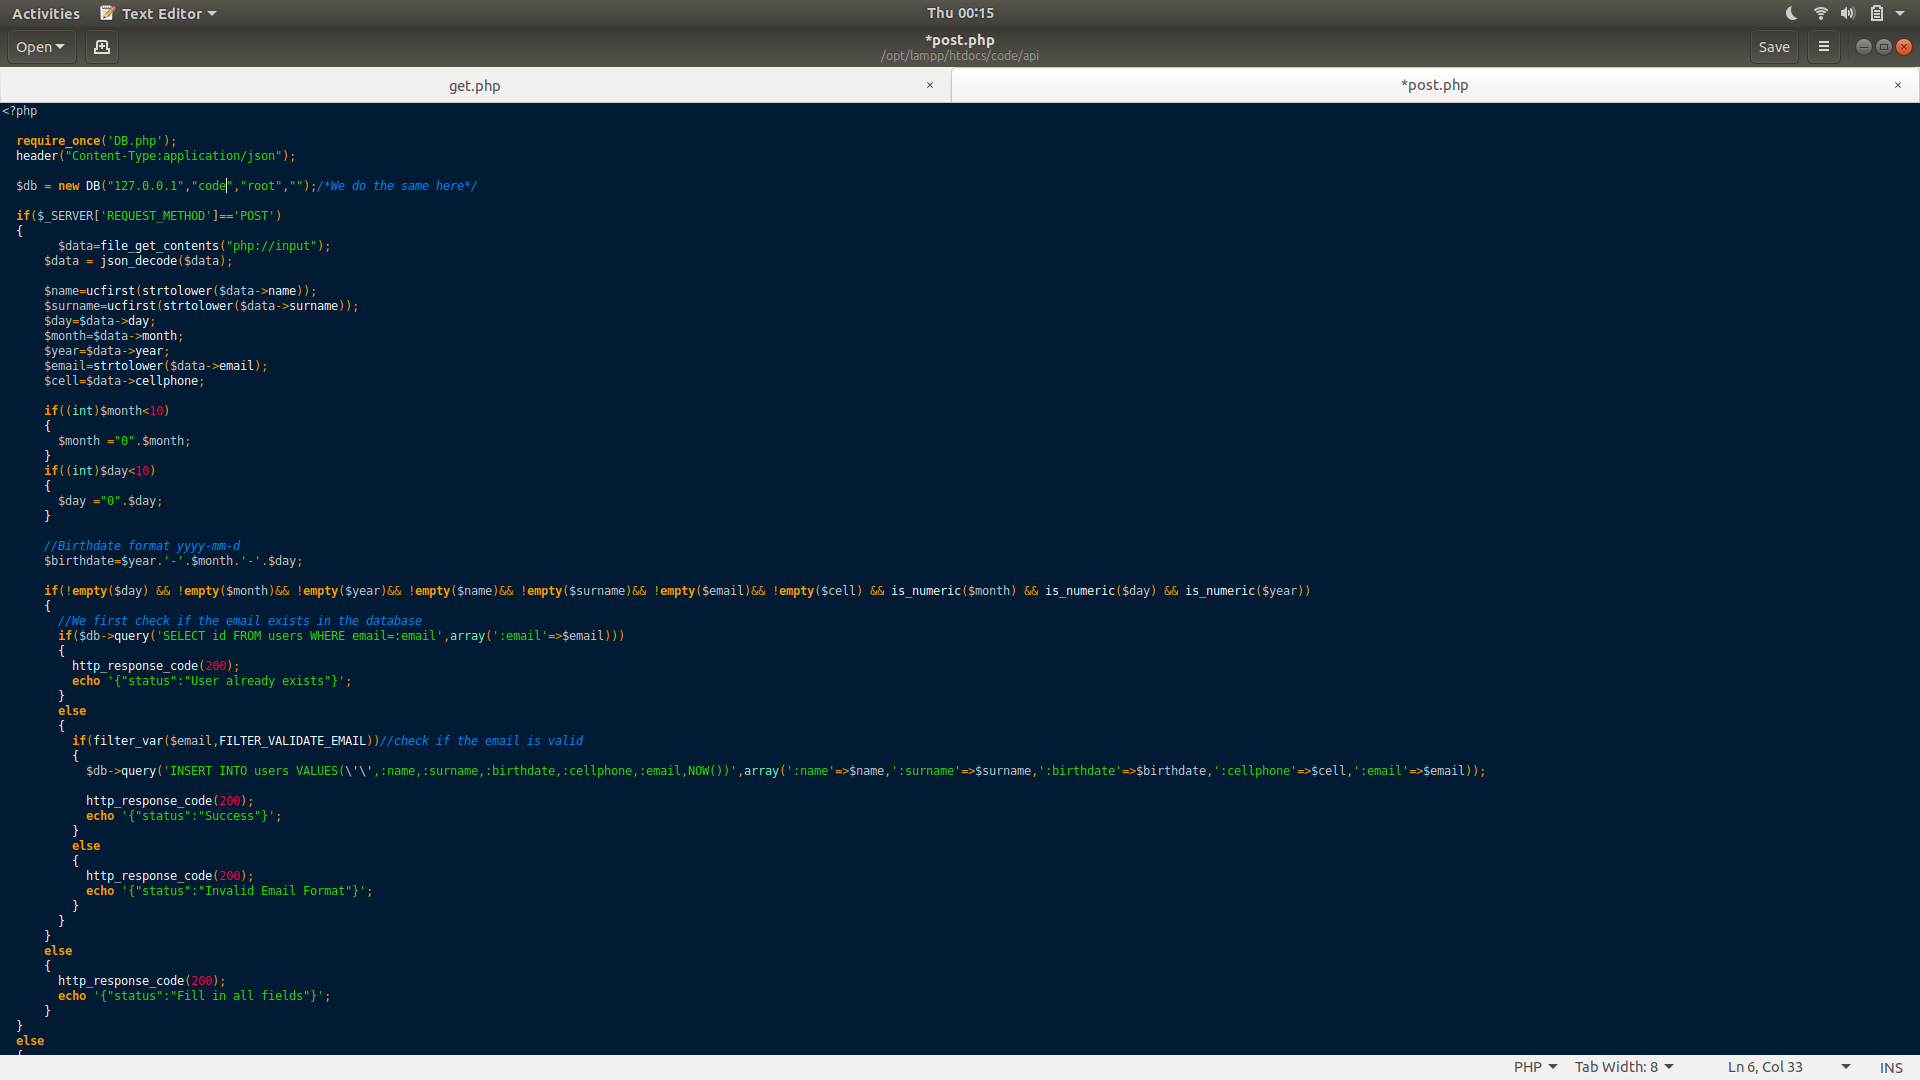 Activities Text Editor Thu 00:15
Open *post.php Save
/opt/lampp/htdocs/code/api
get.php × *post.php ×
<?php
require_once('DB.php');
header("Content-Type:application/json");
$db = new DB("127.0.0.1","code","root","");/*We do the same here*/
if($_SERVER['REQUEST_METHOD']=='POST')
{
$data=file_get_contents("php://input");
$data = json_decode($data);
$name=ucfirst(strtolower($data->name));
$surname=ucfirst(strtolower($data->surname));
$day=$data->day;
$month=$data->month;
$year=$data->year;
$email=strtolower($data->email);
$cell=$data->cellphone;
if((int)$month<10)
{
$month ="0".$month;
}
if((int)$day<10)
{
$day ="0".$day;
}
//Birthdate format yyyy-mm-d
$birthdate=$year.'-'.$month.'-'.$day;
if(!empty($day) && !empty($month)&& !empty($year)&& !empty($name)&& !empty($surname)&& !empty($email)&& !empty($cell) && is_numeric($month) && is_numeric($day) && is_numeric($year))
{
//We first check if the email exists in the database
if($db->query('SELECT id FROM users WHERE email=:email',array(':email'=>$email)))
{
http_response_code(200);
echo '{"status":"User already exists"}';
}
else
{
if(filter_var($email,FILTER_VALIDATE_EMAIL))//check if the email is valid
{
$db->query('INSERT INTO users VALUES(\'\',:name,:surname,:birthdate,:cellphone,:email,NOW())',array(':name'=>$name,':surname'=>$surname,':birthdate'=>$birthdate,':cellphone'=>$cell,':email'=>$email));
http_response_code(200);
echo '{"status":"Success"}';
}
else
{
http_response_code(200);
echo '{"status":"Invalid Email Format"}';
}
}
}
else
{
http_response_code(200);
echo '{"status":"Fill in all fields"}';
}
}
else
{
PHP Tab Width: 8 Ln 6, Col 33 INS